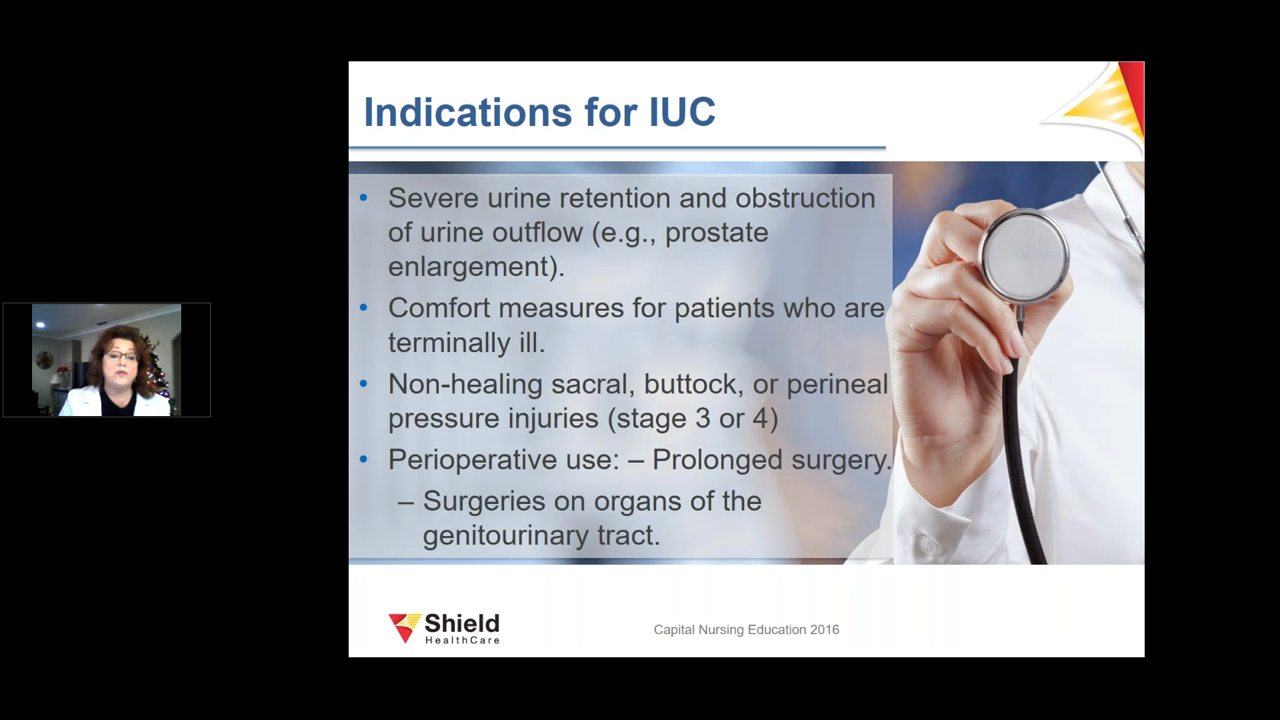 Indications for IUC
• Severe urine retention and obstruction
of urine outflow (e.g., prostate
enlargement).
• Comfort measures for patients who are
terminally ill.
• Non-healing sacral, buttock, or perineal
pressure injuries (stage 3 or 4)
• Perioperative use: – Prolonged surgery.
– Surgeries on organs of the
genitourinary tract.
Shield
HealthCare
Capital Nursing Education 2016